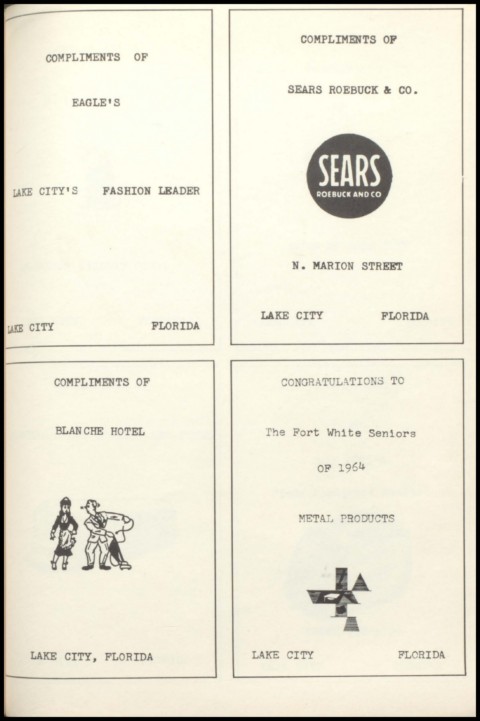 COMPLIMENTS OF
EAGLE'S
LAKE CITY'S FASHION LEADER
LAKE CITY FLORIDA
COMPLIMENTS OF
SEARS ROEBUCK & CO.
SEARS
ROEBUCK AND CO
N. MARION STREET
LAKE CITY FLORIDA
COMPLIMENTS OF
BLANCHE HOTEL
LAKE CITY, FLORIDA
CONGRATULATIONS TO
The Fort White Seniors
OF 1964
METAL PRODUCTS
LAKE CITY FLORIDA